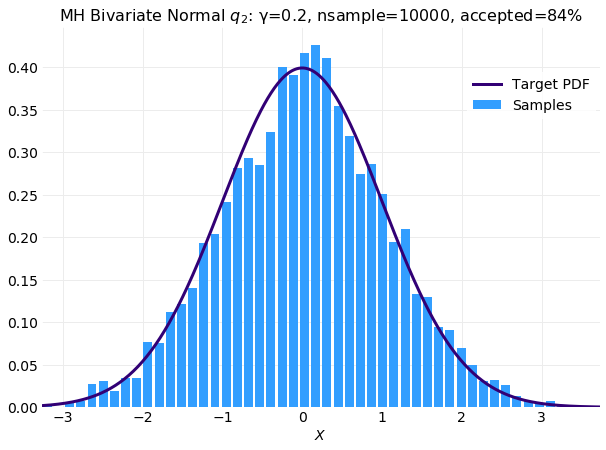 MH Bivariate Normal q₂: γ=0.2, nsample=10000, accepted=84%
Target PDF
Samples
0.40
0.35
0.30
0.25
0.20
0.15
0.10
0.05
0.00
−3 −2 −1 0 1 2 3
X